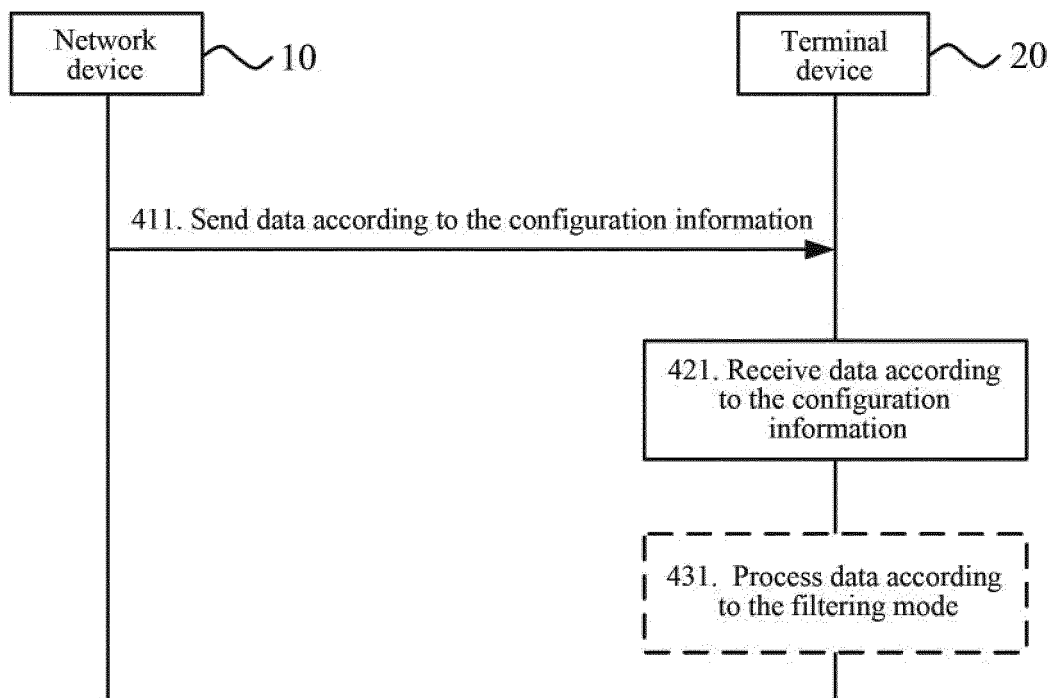 Network
device
10
Terminal
device
20
411. Send data according to the configuration information
421. Receive data according
to the configuration
information
431. Process data according
to the filtering mode